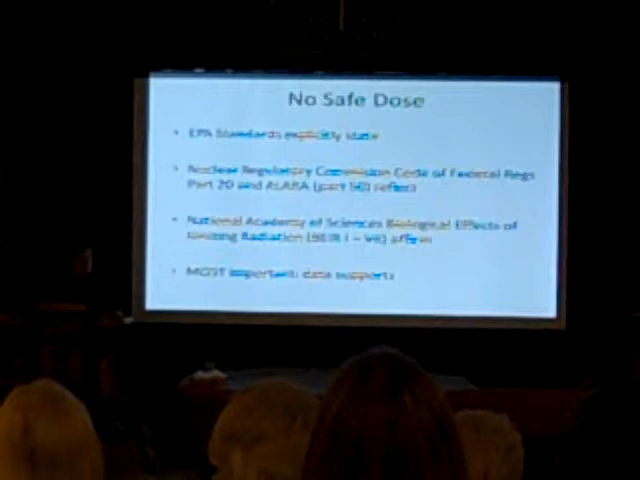 No Safe Dose
• EPA Standards explicitly state
• Nuclear Regulatory Commission Code of Federal Regs
Part 20 and ALARA (part 50) reflect
• National Academy of Sciences Biological Effects of
Ionizing Radiation (BEIR I – VII) affirm
• MOST important: data supports